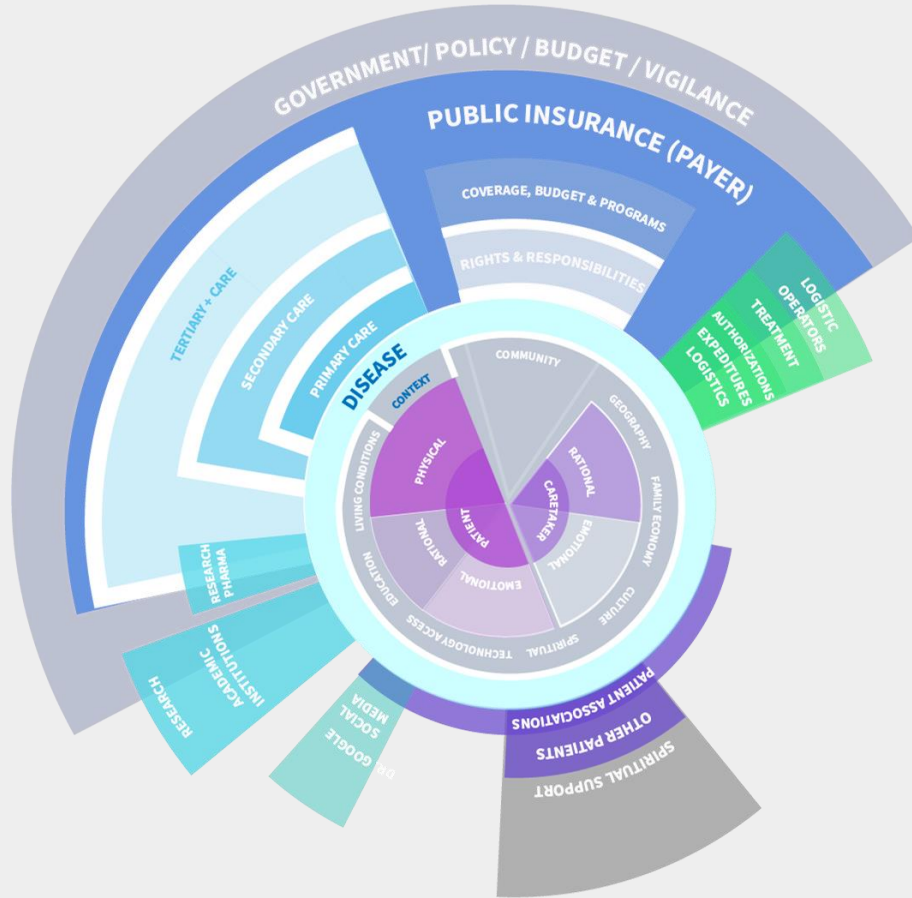 GOVERNMENT/ POLICY / BUDGET / VIGILANCE
PUBLIC INSURANCE (PAYER)
COVERAGE, BUDGET & PROGRAMS
RIGHTS & RESPONSIBILITIES
TERTIARY + CARE
SECONDARY CARE
PRIMARY CARE
DISEASE
CONTEXT
COMMUNITY
GEOGRAPHY
FAMILY ECONOMY
CULTURE
SPIRITUAL
TECHNOLOGY ACCESS
EDUCATION
LIVING CONDITIONS
PHYSICAL
RATIONAL
EMOTIONAL
PATIENT
CARETAKER
RATIONAL
EMOTIONAL
LOGISTIC
OPERATORS
TREATMENT
AUTHORIZATIONS
EXPEDITURES
LOGISTICS
RESEARCH
PHARMA
ACADEMIC
INSTITUTIONS
RESEARCH
SOCIAL
MEDIA
DR GOOGLE
PATIENT ASSOCIATIONS
OTHER PATIENTS
SPIRITUAL SUPPORT